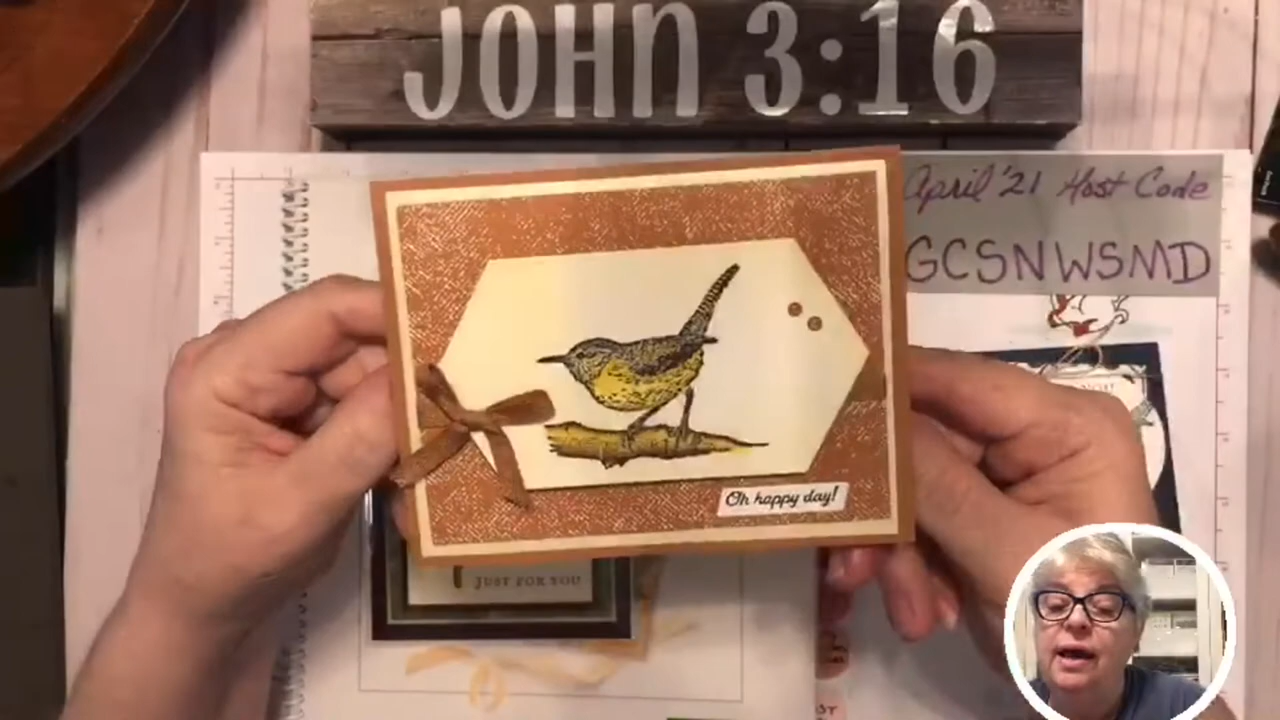 JOHN 3:16
April '21 Host Code
GCSNWSMD
Oh happy day!
JUST FOR YOU